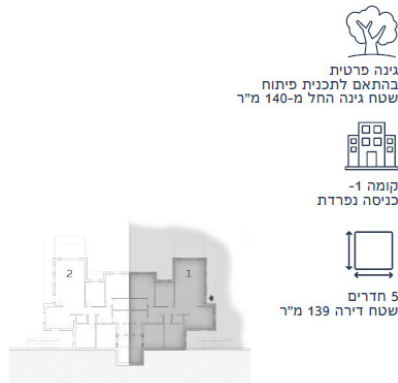 גינה פרטית
בהתאם לתכנית פיתוח
שטח גינה החל מ-140 מ"ר
קומה 1-
כניסה נפרדת
2
1
5 חדרים
שטח דירה 139 מ"ר